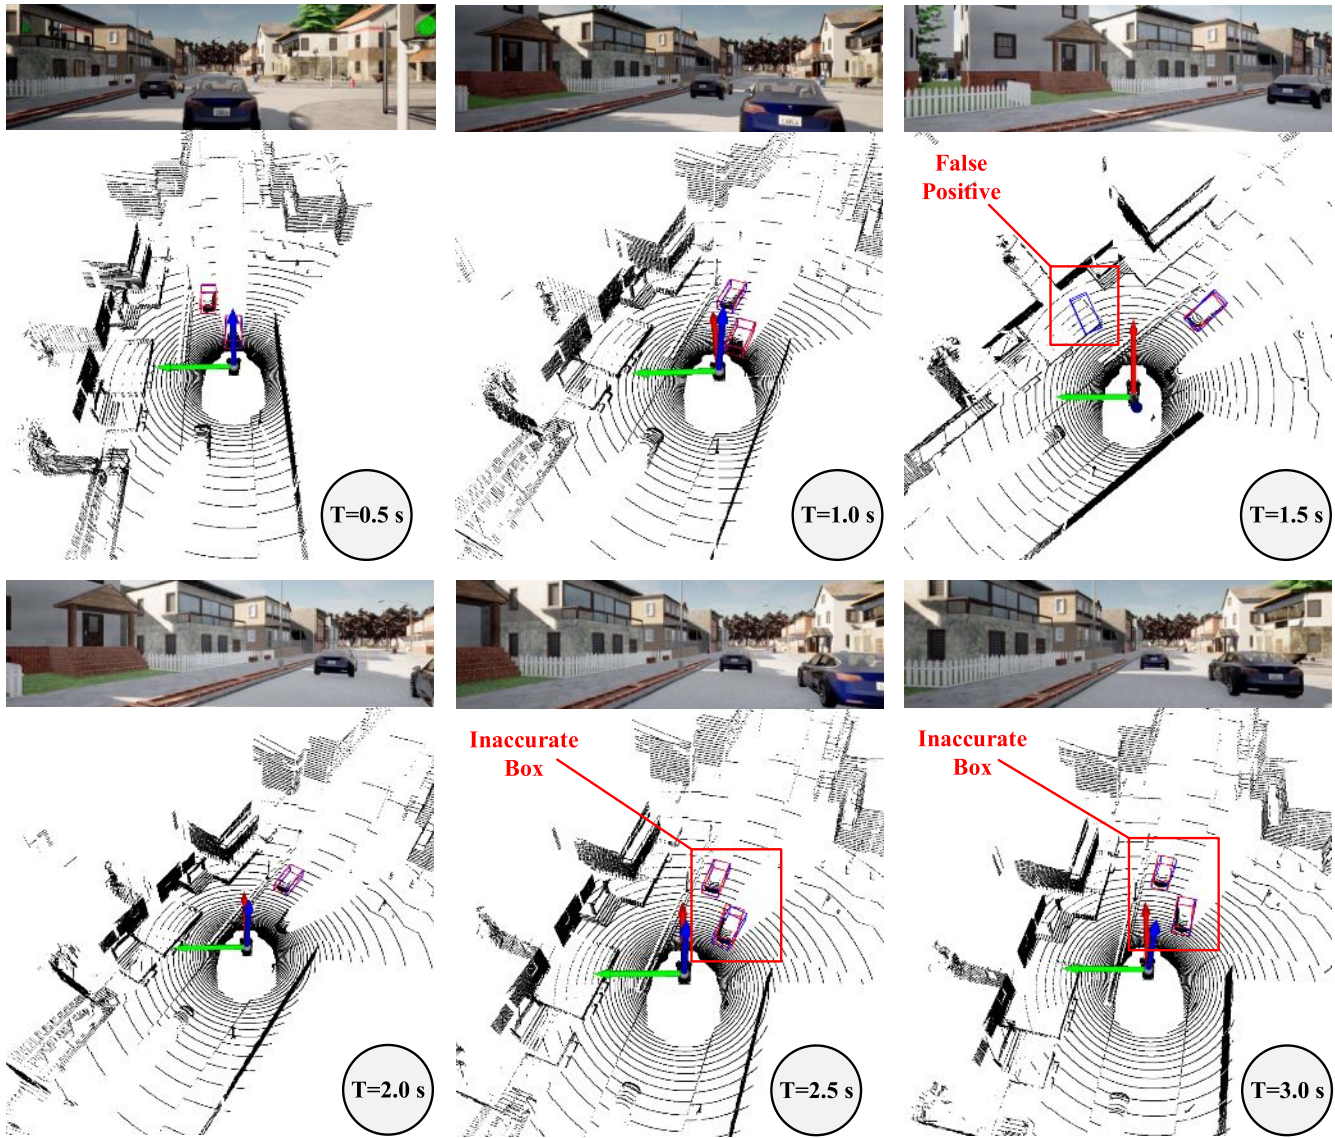 False
Positive
T=0.5 s
T=1.0 s
T=1.5 s
Inaccurate
Box
Inaccurate
Box
T=2.0 s
T=2.5 s
T=3.0 s